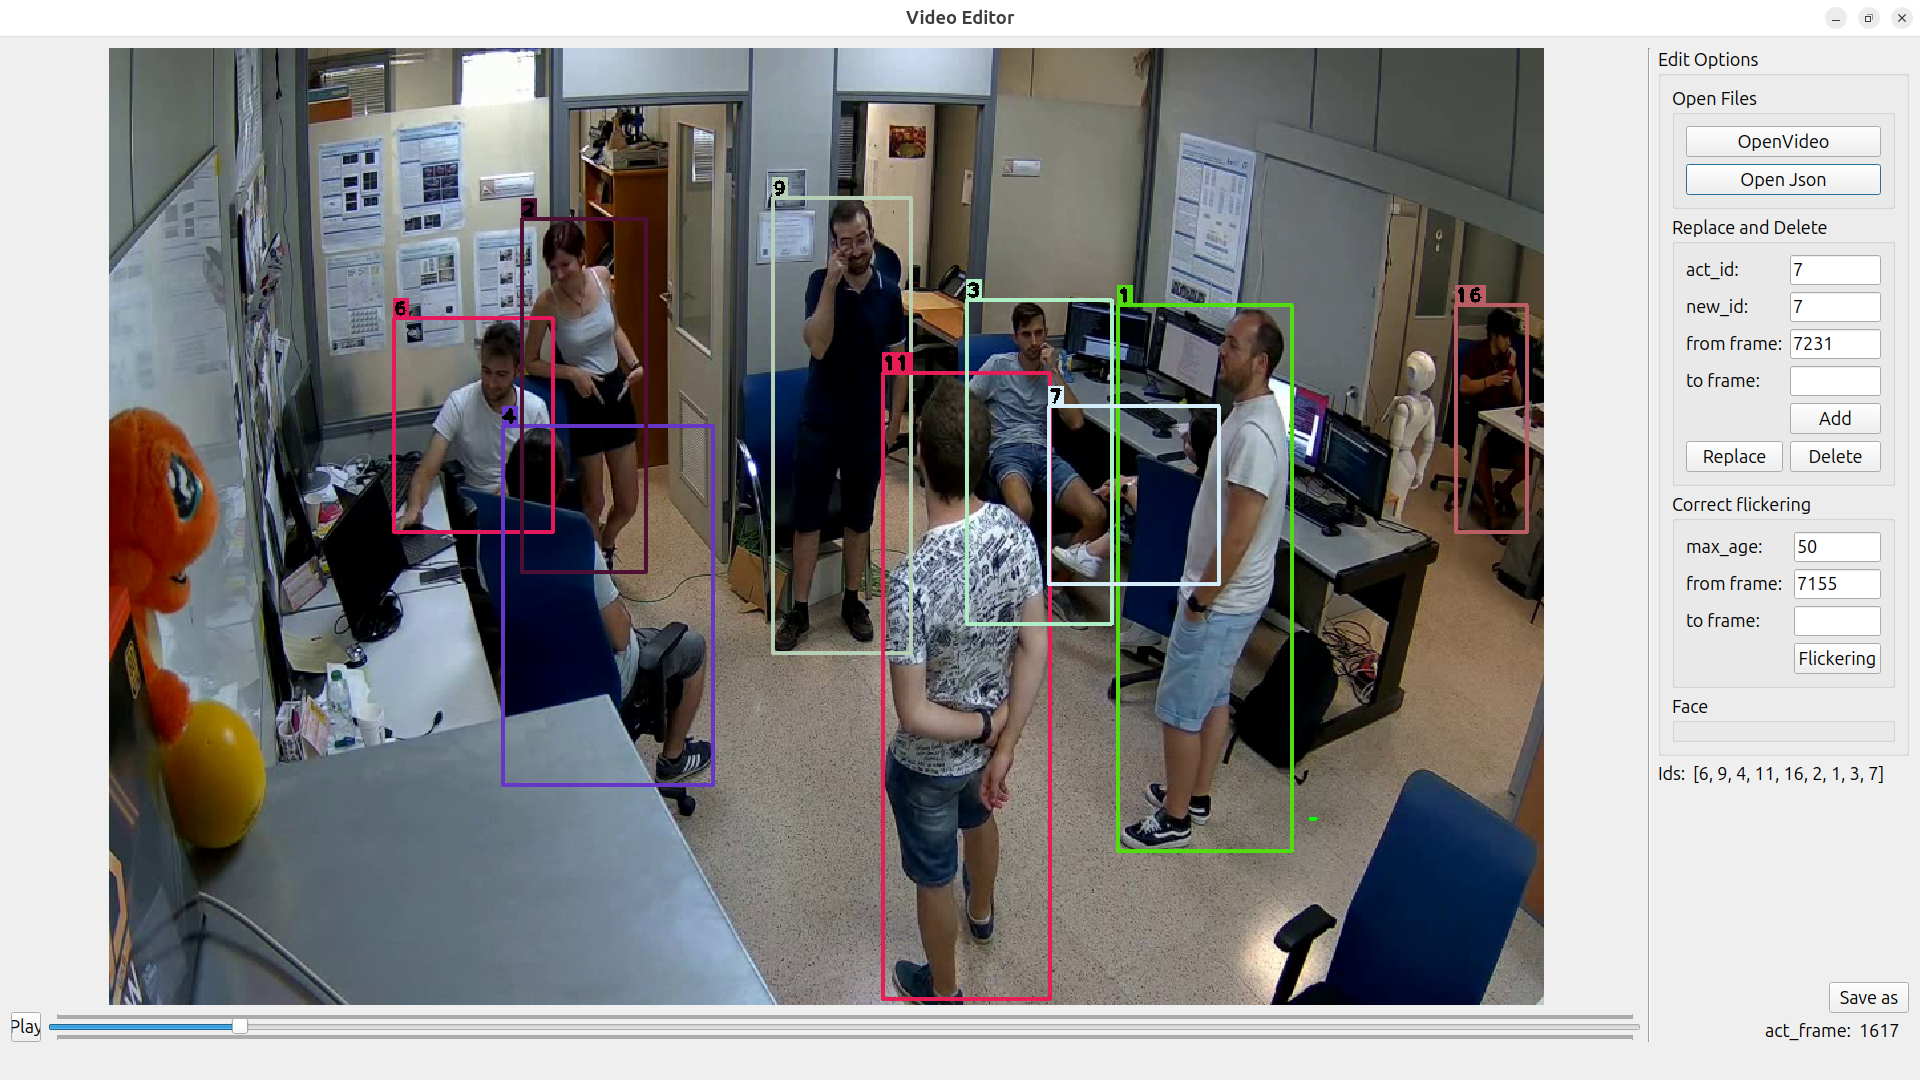 Video Editor
Edit Options
Open Files
OpenVideo
Open Json
Replace and Delete
act_id: 7
new_id: 7
from frame: 7231
to frame:
Add
Replace Delete
Correct flickering
max_age: 50
from frame: 7155
to frame:
Flickering
Face
Ids: [6, 9, 4, 11, 16, 2, 1, 3, 7]
9
2
3
1
16
6
11
7
4
Save as
Play
act_frame: 1617